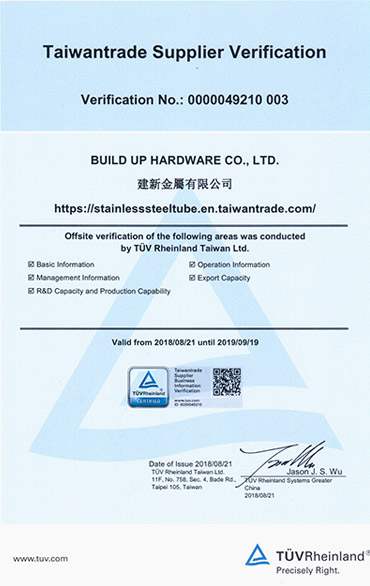 Taiwantrade Supplier Verification
Verification No.: 0000049210 003
BUILD UP HARDWARE CO., LTD.
建新金屬有限公司
https://stainlesssteeltube.en.taiwantrade.com/
Offsite verification of the following areas was conducted
by TÜV Rheinland Taiwan Ltd.
☑ Basic Information
☑ Operation Information
☑ Management Information
☑ Export Capacity
☑ R&D Capacity and Production Capability
Valid from 2018/08/21 until 2019/09/19
TÜVRheinland
CERTIFIED
Taiwantrade
Supplier
Business
Information
Verification
www.tuv.com
ID 0000049210
Date of Issue 2018/08/21
TÜV Rheinland Taiwan Ltd.
11F, No. 758, Sec. 4, Bade Rd.,
Taipei 105, Taiwan
Jason J. S. Wu
TÜV Rheinland Systems Greater
China
2018/08/21
www.tuv.com
TÜVRheinland®
Precisely Right.